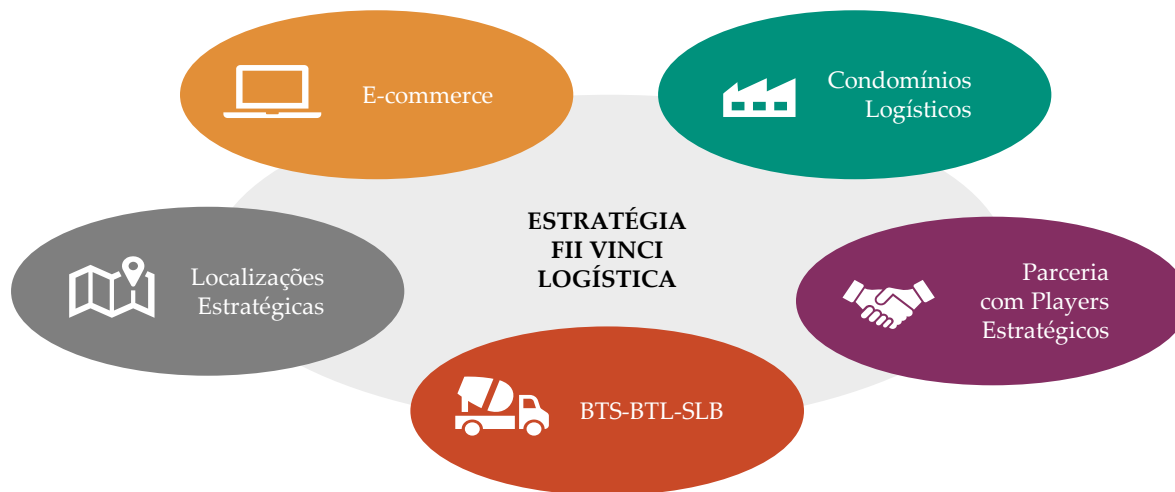 E-commerce
Condomínios
Logísticos
ESTRATÉGIA
FII VINCI
LOGÍSTICA
Localizações
Estratégicas
Parceria
com Players
Estratégicos
BTS-BTL-SLB